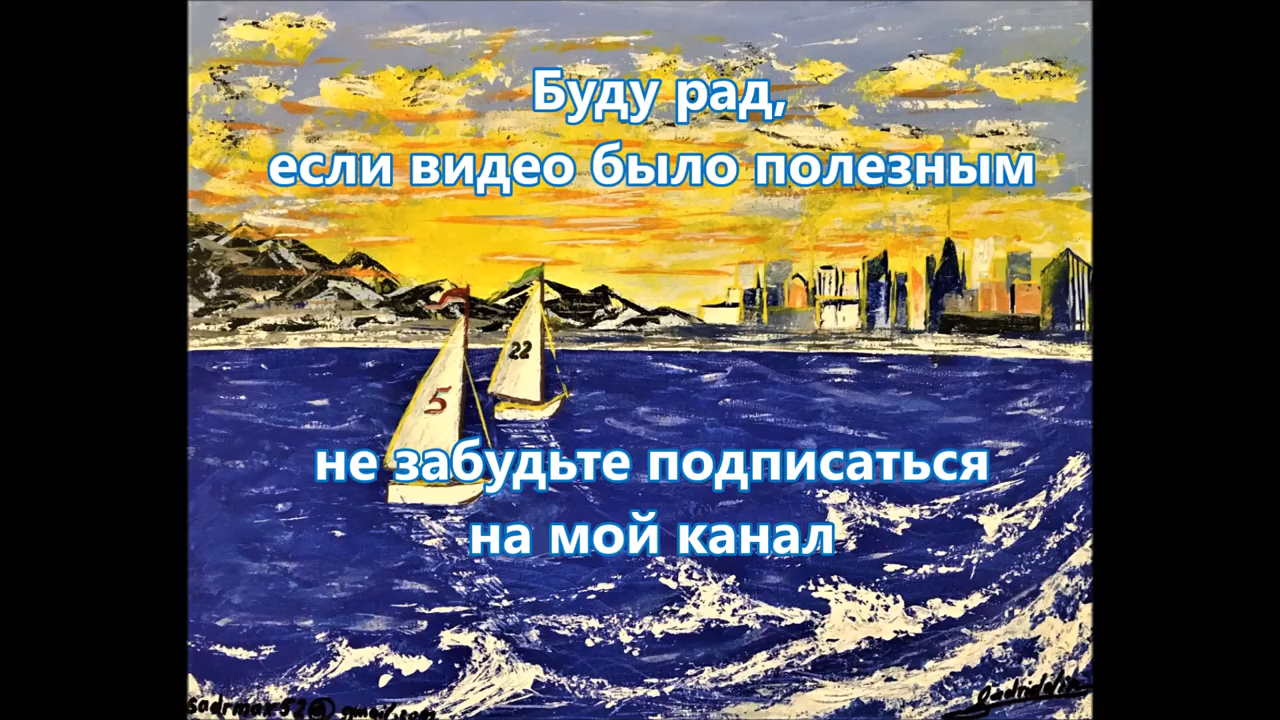 Буду рад,
если видео было полезным
22
5
не забудьте подписаться
на мой канал